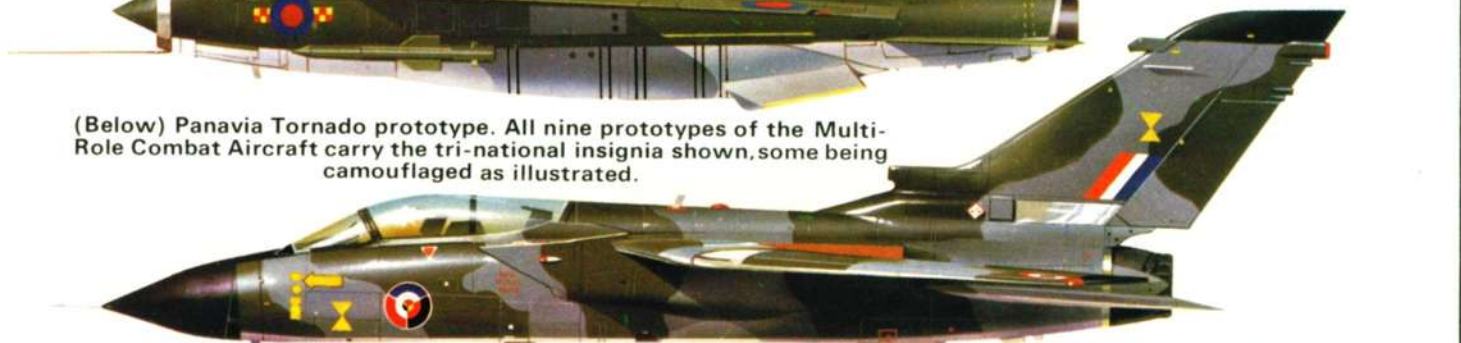 (Below) Panavia Tornado prototype. All nine prototypes of the Multi-
Role Combat Aircraft carry the tri-national insignia shown, some being
camouflaged as illustrated.